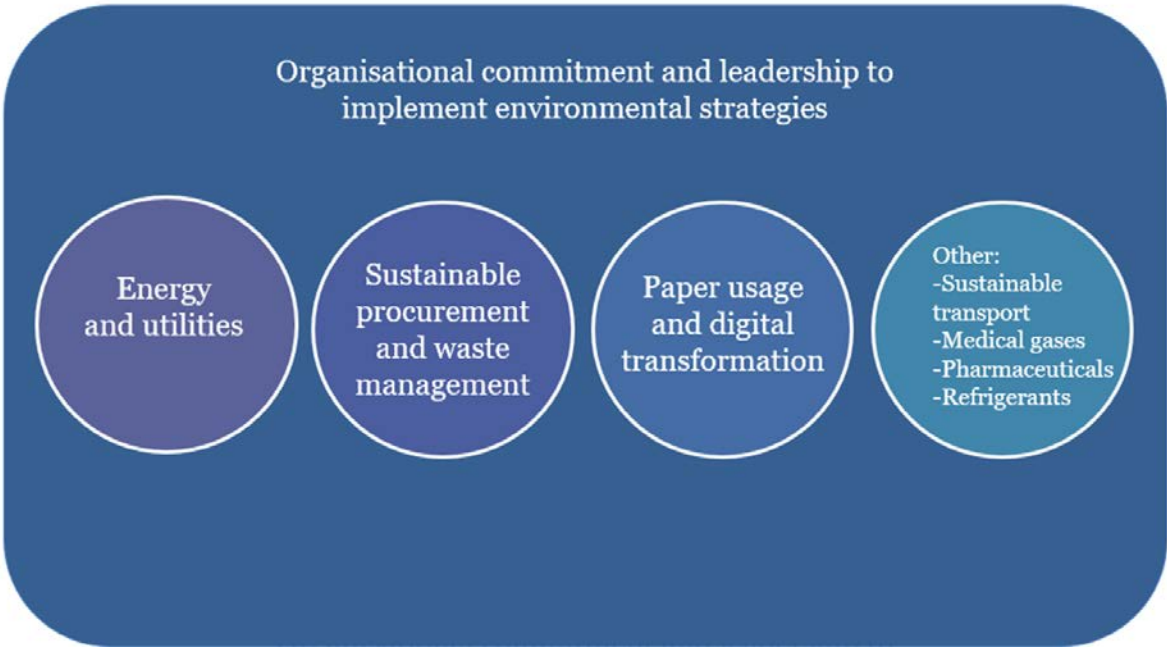 Organisational commitment and leadership to
implement environmental strategies
Energy
and utilities
Sustainable
procurement
and waste
management
Paper usage
and digital
transformation
Other:
-Sustainable
transport
-Medical gases
-Pharmaceuticals
-Refrigerants